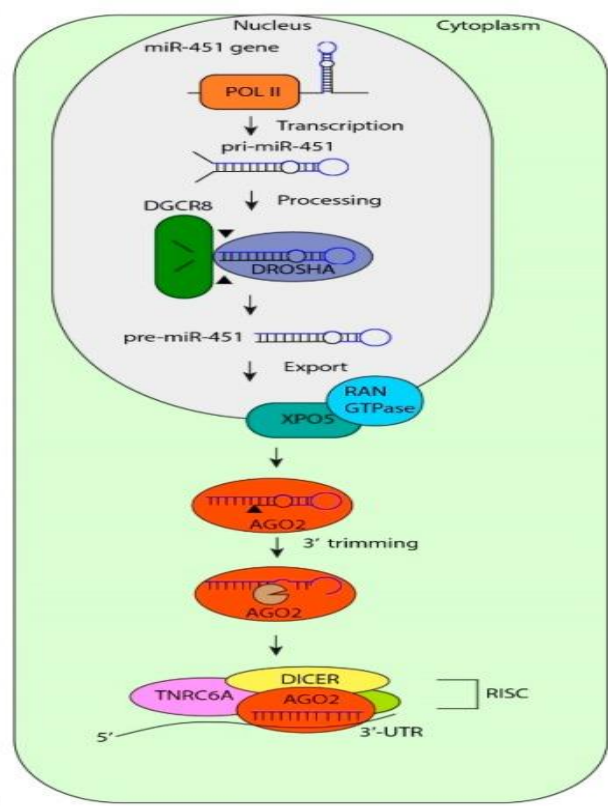 Nucleus
Cytoplasm
miR-451 gene
POL II
Transcription
pri-miR-451
DGCR8
Processing
DROSHA
pre-miR-451
Export
RAN
GTPase
XPO5
AGO2
3′ trimming
AGO2
DICER
TNRC6A
AGO2
RISC
5′
3′-UTR